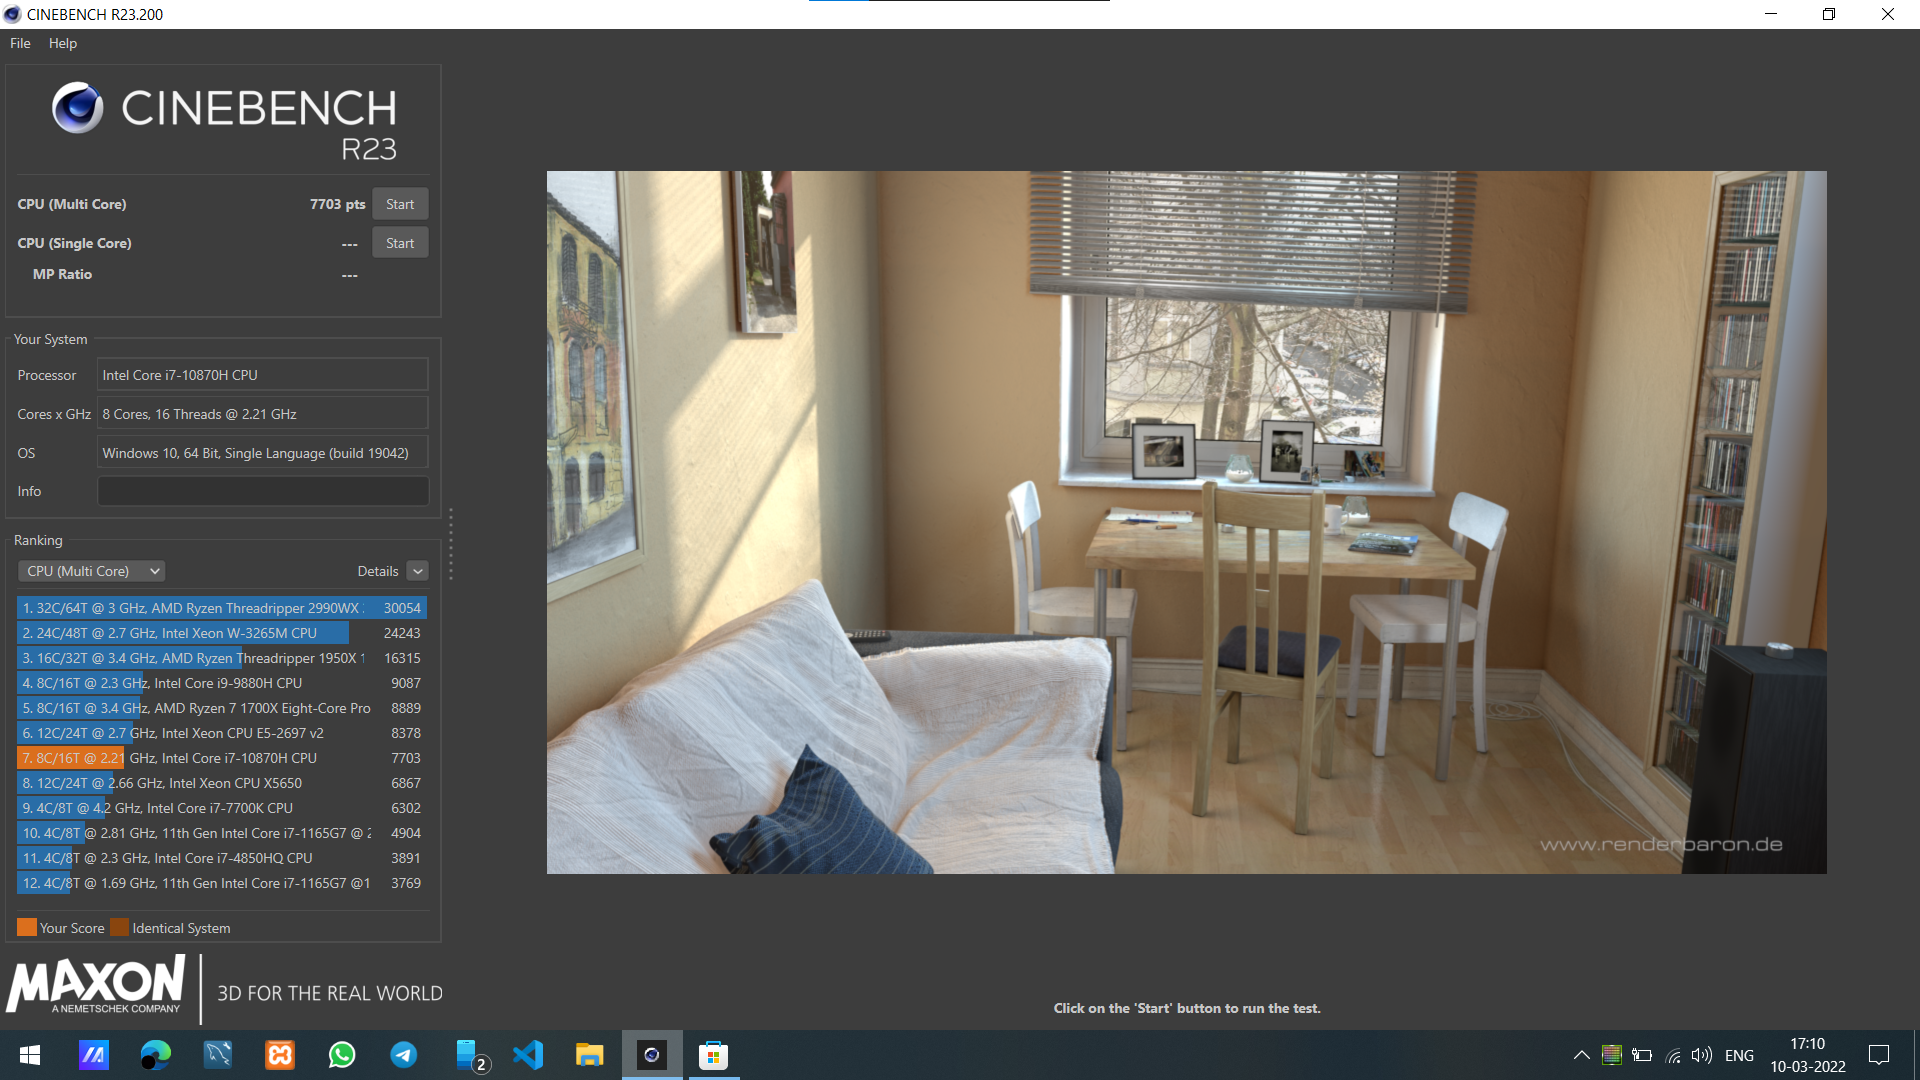 CINEBENCH R23.200
File Help
CINEBENCH
R23
CPU (Multi Core) 7703 pts Start
CPU (Single Core) --- Start
MP Ratio ---
Your System
Processor Intel Core i7-10870H CPU
Cores x GHz 8 Cores, 16 Threads @ 2.21 GHz
OS Windows 10, 64 Bit, Single Language (build 19042)
Info
Ranking
CPU (Multi Core) Details
1. 32C/64T @ 3 GHz, AMD Ryzen Threadripper 2990WX 30054
2. 24C/48T @ 2.7 GHz, Intel Xeon W-3265M CPU 24243
3. 16C/32T @ 3.4 GHz, AMD Ryzen Threadripper 1950X 1 16315
4. 8C/16T @ 2.3 GHz, Intel Core i9-9880H CPU 9087
5. 8C/16T @ 3.4 GHz, AMD Ryzen 7 1700X Eight-Core Pro 8889
6. 12C/24T @ 2.7 GHz, Intel Xeon CPU E5-2697 v2 8378
7. 8C/16T @ 2.21 GHz, Intel Core i7-10870H CPU 7703
8. 12C/24T @ 2.66 GHz, Intel Xeon CPU X5650 6867
9. 4C/8T @ 4.2 GHz, Intel Core i7-7700K CPU 6302
10. 4C/8T @ 2.81 GHz, 11th Gen Intel Core i7-1165G7 @ 2 4904
11. 4C/8T @ 2.3 GHz, Intel Core i7-4850HQ CPU 3891
12. 4C/8T @ 1.69 GHz, 11th Gen Intel Core i7-1165G7 @1 3769
Your Score Identical System
www.renderbaron.de
MAXON
A NEMETSCHEK COMPANY
3D FOR THE REAL WORLD
Click on the 'Start' button to run the test.
2
ENG
17:10
10-03-2022